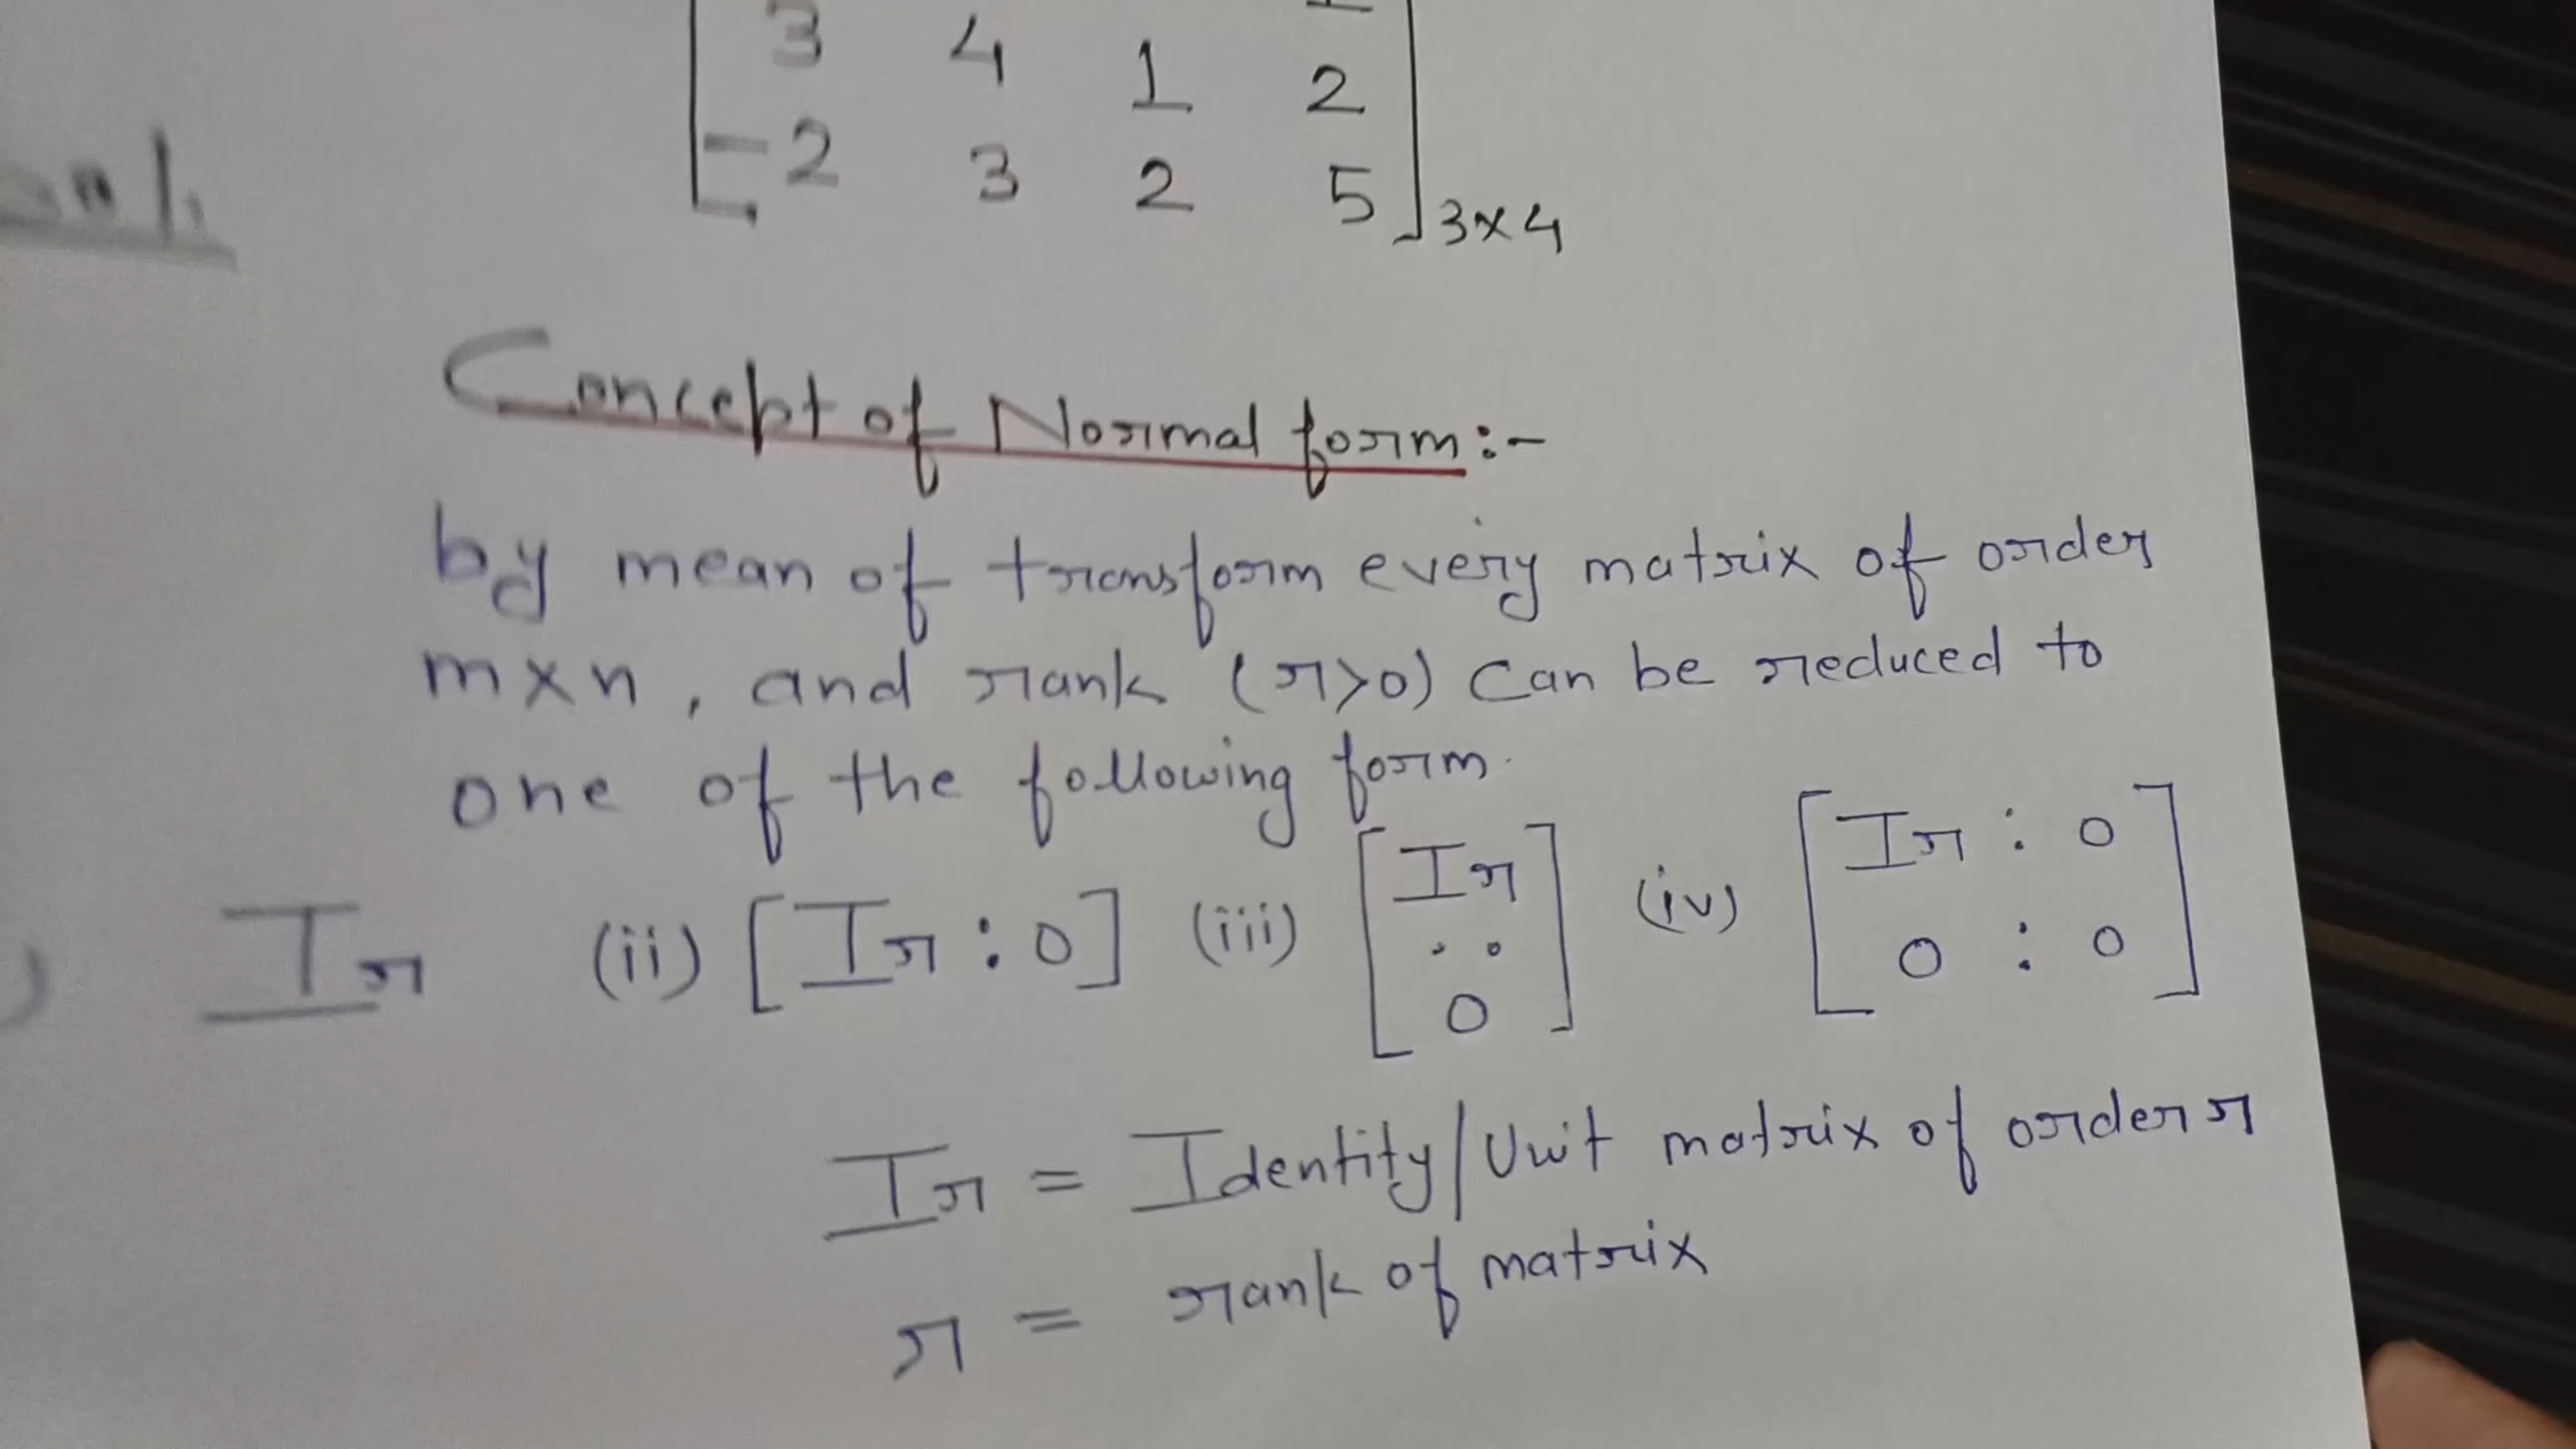 3 4 1 2
-2 3 2 5 3x4
Concept of Normal form:-
by mean of transform every matrix of order
mxn, and rank (r>0) Can be reduced to
one of the following form.
) Ir (ii) [Ir : 0] (iii) [Ir .. 0] (iv) [Ir : 0
0 : 0]
Ir = Identity/Unit matrix of order r
r = rank of matrix